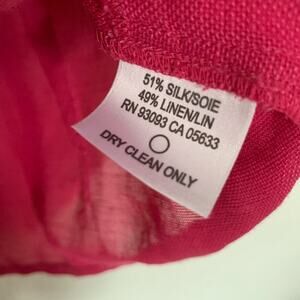 51% SILK/SOIE
49% LINEN/LIN
RN 93093 CA 05633
DRY CLEAN ONLY